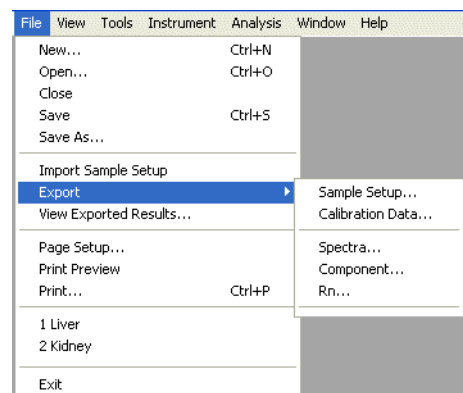 File View Tools Instrument Analysis Window Help
New... Ctrl+N
Open... Ctrl+O
Close
Save Ctrl+S
Save As...
Import Sample Setup
Export
View Exported Results...
Page Setup...
Print Preview
Print... Ctrl+P
1 Liver
2 Kidney
Exit
Sample Setup...
Calibration Data...
Spectra...
Component...
Rn...